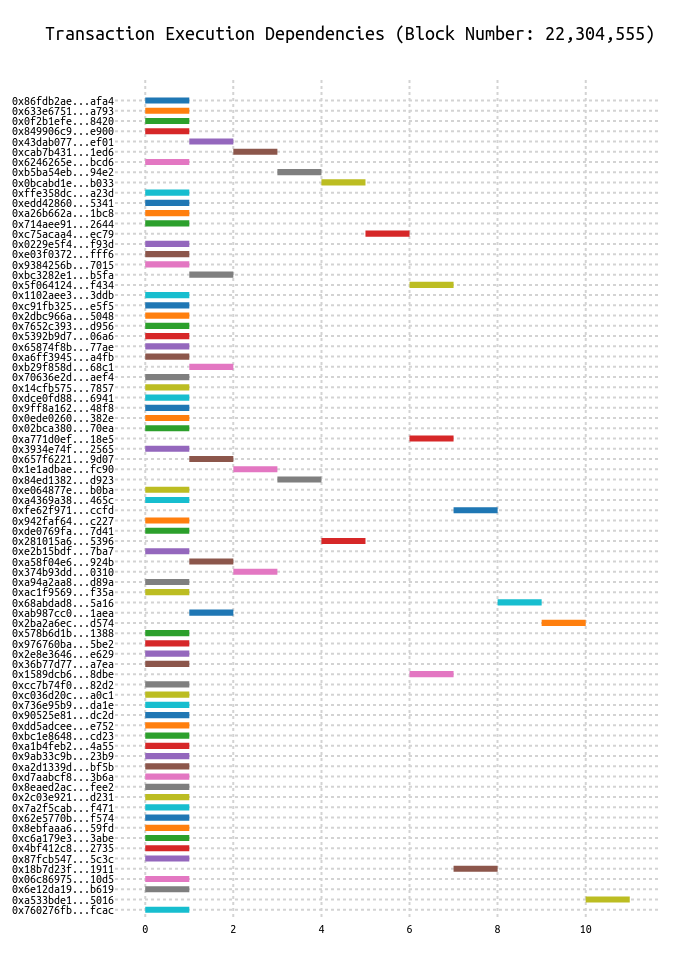 Transaction Execution Dependencies (Block Number: 22,304,555)
0x86fdb2ae...afa4
0x633e6751...a793
0x0f2b1efe...8420
0x849906c9...e900
0x43dab077...ef01
0xcab7b431...1ed6
0x6246265e...bcd6
0xb5ba54eb...94e2
0x0bcabd1e...b033
0xffe358dc...a23d
0xedd42860...5341
0xa26b662a...1bc8
0x714aee91...2644
0xc75acaa4...ec79
0x0229e5f4...f93d
0xe03f0372...fff6
0x9384256b...7015
0xbc3282e1...b5fa
0x5f064124...f434
0x1102aee3...3ddb
0xc91fb325...e5f5
0x2dbc966a...5048
0x7652c393...d956
0x5392b9d7...06a6
0x65874f8b...77ae
0xa6ff3945...a4fb
0xb29f858d...68c1
0x70636e2d...aef4
0x14cfb575...7857
0xdce0fd88...6941
0x9ff8a162...48f8
0x0ede0260...382e
0x02bca380...70ea
0xa771d0ef...18e5
0x3934e74f...2565
0x657f6221...9d07
0x1e1adbae...fc90
0x84ed1382...d923
0xe064877e...b0ba
0xa4369a38...465c
0xfe62f971...ccfd
0x942faf64...c227
0xde0769fa...7d41
0x281015a6...5396
0xe2b15bdf...7ba7
0xa58f04e6...924b
0x374b93dd...0310
0xa94a2aa8...d89a
0xac1f9569...f35a
0x68abdad8...5a16
0xab987cc0...1aea
0x2ba2a6ec...d574
0x578b6d1b...1388
0x976760ba...5be2
0x2e8e3646...e629
0x36b77d77...a7ea
0x1589dcb6...8dbe
0xcc7b74f0...82d2
0xc036d20c...a0c1
0x736e95b9...da1e
0x90525e81...dc2d
0xdd5adcee...e752
0xbc1e8648...cd23
0xa1b4feb2...4a55
0x9ab33c9b...23b9
0xa2d1339d...bf5b
0xd7aabcf8...3b6a
0x8eaed2ac...fee2
0x2c03e921...d231
0x7a2f5cab...f471
0x62e5770b...f574
0x8ebfaaa6...59fd
0xc6a179e3...3abe
0x4bf412c8...2735
0x87fcb547...5c3c
0x18b7d23f...1911
0x06c86975...10d5
0x6e12da19...b619
0xa533bde1...5016
0x760276fb...fcac
0 2 4 6 8 10